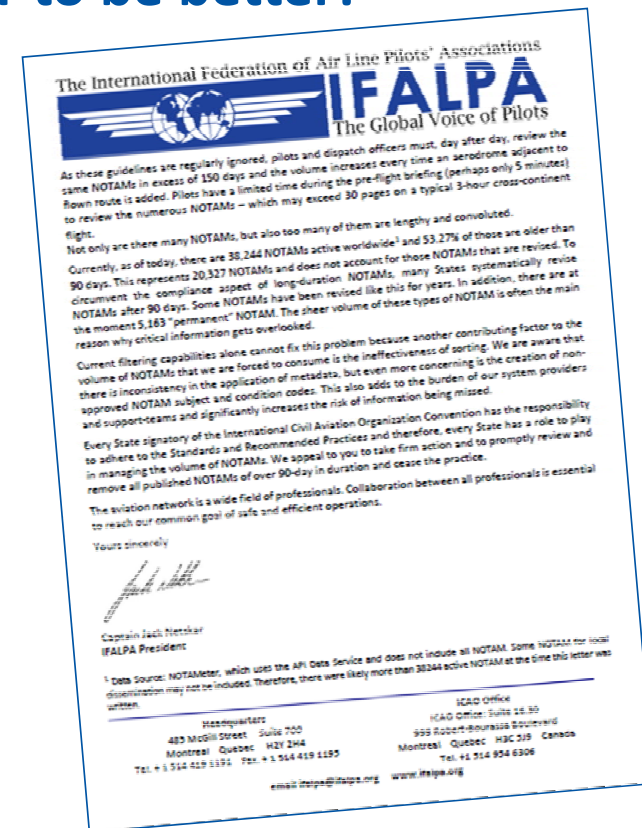 to be better.
The International Federation of Air Line Pilots' Associations
IFALPA
The Global Voice of Pilots
As these guidelines are regularly ignored, pilots and dispatch officers must, day after day, review the
same NOTAMs in excess of 150 days and the volume increases every time an aerodrome adjacent to
flown route is added. Pilots have a limited time during the pre-flight briefing (perhaps only 5 minutes)
to review the numerous NOTAMs – which may exceed 30 pages on a typical 3-hour cross-continent
flight.
Not only are there many NOTAMs, but also too many of them are lengthy and convoluted.
Currently, as of today, there are 38,244 NOTAMs active worldwide¹ and 53.27% of those are older than
90 days. This represents 20,327 NOTAMs and does not account for those NOTAMs that are revised. To
circumvent the compliance aspect of long-duration NOTAMs, many States systematically revise
NOTAMs after 90 days. Some NOTAMs have been revised like this for years. In addition, there are at
the moment 5,163 "permanent" NOTAM. The sheer volume of these types of NOTAM is often the main
reason why critical information gets overlooked.
Current filtering capabilities alone cannot fix this problem because another contributing factor to the
volume of NOTAMs that we are forced to consume is the ineffectiveness of sorting. We are aware that
there is inconsistency in the application of metadata, but even more concerning is the creation of non-
approved NOTAM subject and condition codes. This also adds to the burden of our system providers
and support-teams and significantly increases the risk of information being missed.
Every State signatory of the International Civil Aviation Organization Convention has the responsibility
to adhere to the Standards and Recommended Practices and therefore, every State has a role to play
in managing the volume of NOTAMs. We appeal to you to take firm action and to promptly review and
remove all published NOTAMs of over 90-day in duration and cease the practice.
The aviation network is a wide field of professionals. Collaboration between all professionals is essential
to reach our common goal of safe and efficient operations.
Yours sincerely
Captain Jack Netskar
IFALPA President
¹ Data Source: NOTAMeter, which uses the API Data Service and does not include all NOTAM. Some NOTAM for local
dissemination may not be included. Therefore, there were likely more than 38244 active NOTAM at the time this letter was
written.
Headquarters
485 McGill Street Suite 700
Montreal Quebec H2Y 2H4
Tel. + 1 514 419 1191 Fax. + 1 514 419 1195
ICAO Office
ICAO Office: Suite 16.30
999 Robert-Bourassa Boulevard
Montreal Quebec H3C 5J9 Canada
Tel. +1 514 954 6306
email ifalpa@ifalpa.org www.ifalpa.org